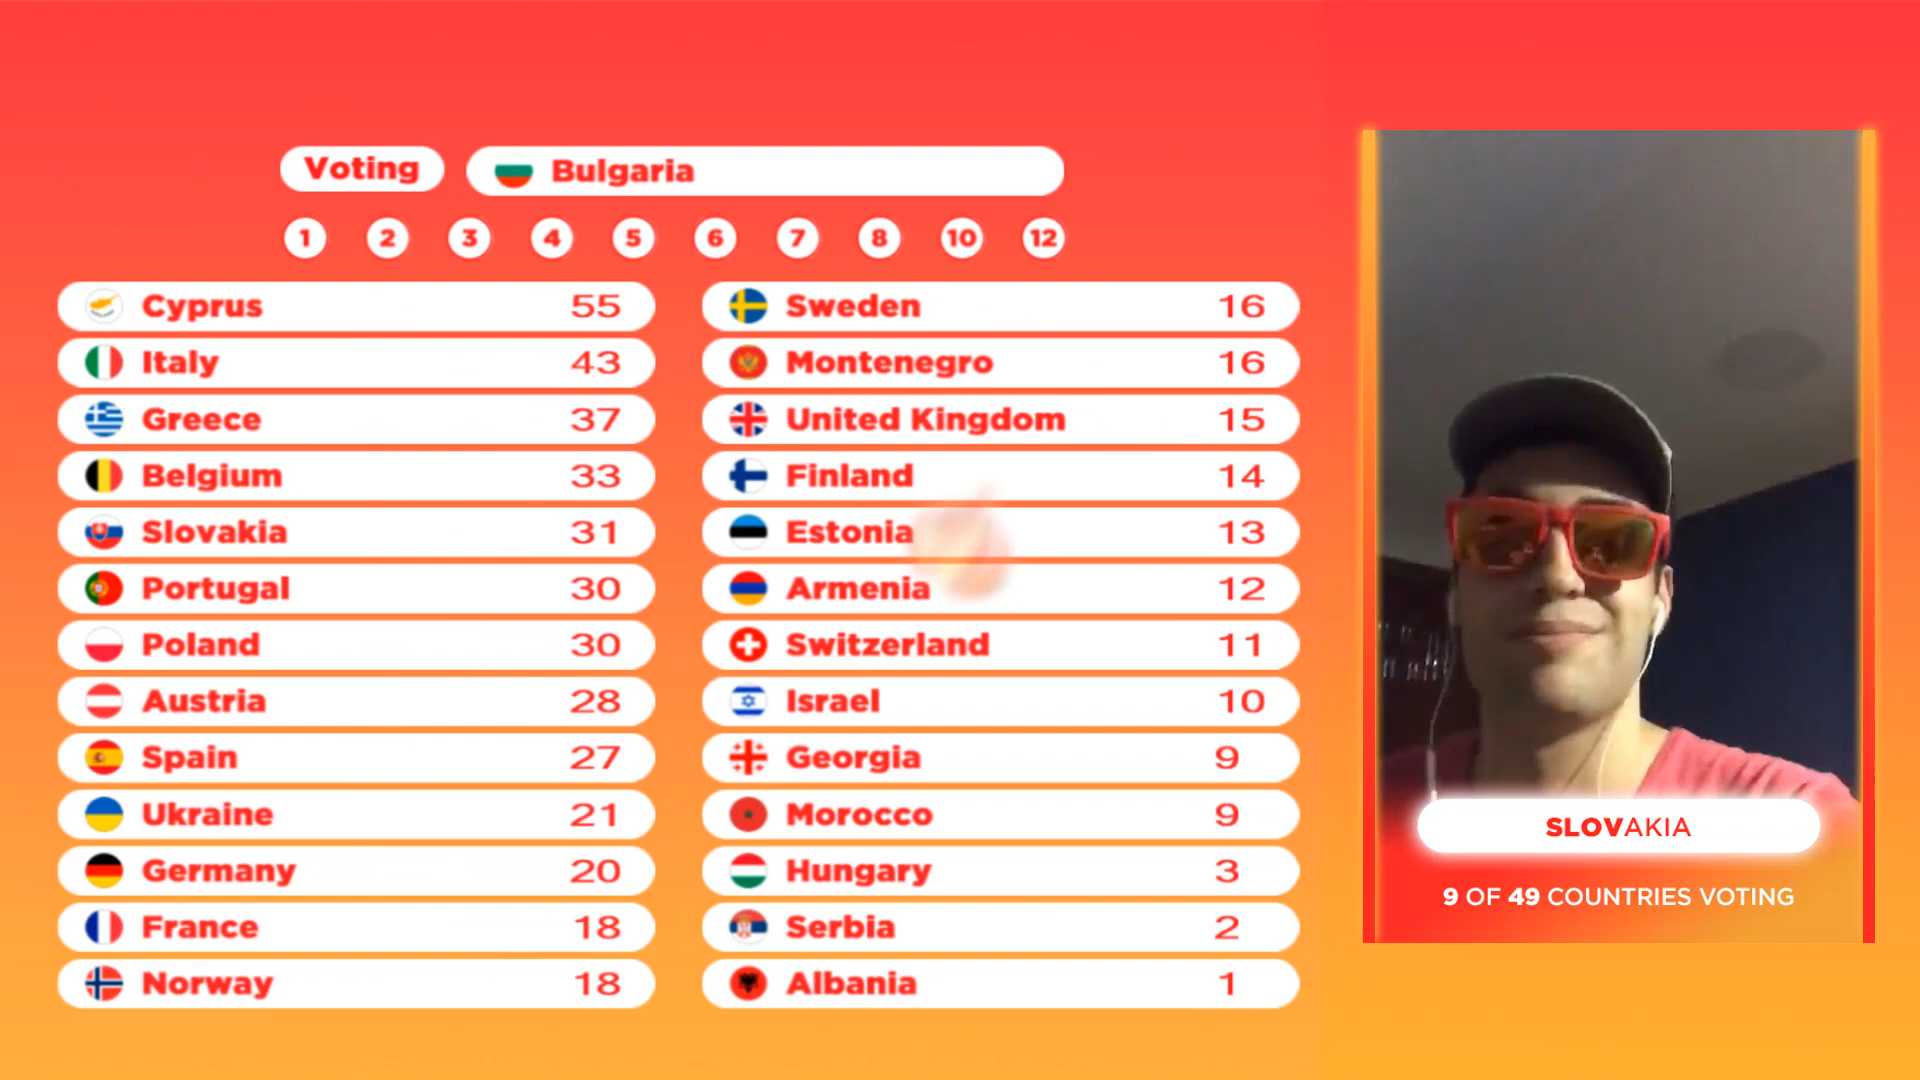 Voting Bulgaria
1 2 3 4 5 6 7 8 10 12
Cyprus 55
Italy 43
Greece 37
Belgium 33
Slovakia 31
Portugal 30
Poland 30
Austria 28
Spain 27
Ukraine 21
Germany 20
France 18
Norway 18
Sweden 16
Montenegro 16
United Kingdom 15
Finland 14
Estonia 13
Armenia 12
Switzerland 11
Israel 10
Georgia 9
Morocco 9
Hungary 3
Serbia 2
Albania 1
SLOVAKIA
9 OF 49 COUNTRIES VOTING